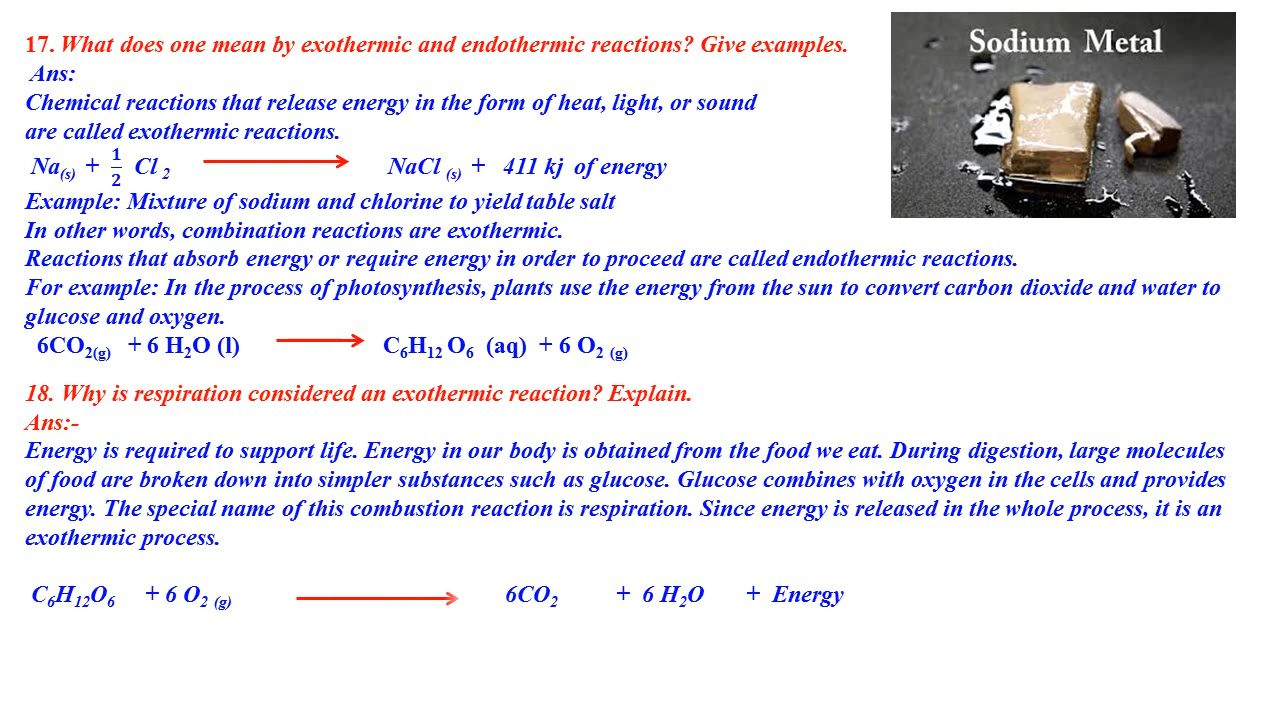 17. What does one mean by exothermic and endothermic reactions? Give examples.
Sodium Metal
Ans:
Chemical reactions that release energy in the form of heat, light, or sound
are called exothermic reactions.
Na(s) + 1/2 Cl 2 → NaCl (s) + 411 kj of energy
Example: Mixture of sodium and chlorine to yield table salt
In other words, combination reactions are exothermic.
Reactions that absorb energy or require energy in order to proceed are called endothermic reactions.
For example: In the process of photosynthesis, plants use the energy from the sun to convert carbon dioxide and water to
glucose and oxygen.
6CO₂(g) + 6 H₂O (l) → C₆H₁₂ O₆ (aq) + 6 O₂ (g)
18. Why is respiration considered an exothermic reaction? Explain.
Ans:-
Energy is required to support life. Energy in our body is obtained from the food we eat. During digestion, large molecules
of food are broken down into simpler substances such as glucose. Glucose combines with oxygen in the cells and provides
energy. The special name of this combustion reaction is respiration. Since energy is released in the whole process, it is an
exothermic process.
C₆H₁₂O₆ + 6 O₂ (g) → 6CO₂ + 6 H₂O + Energy